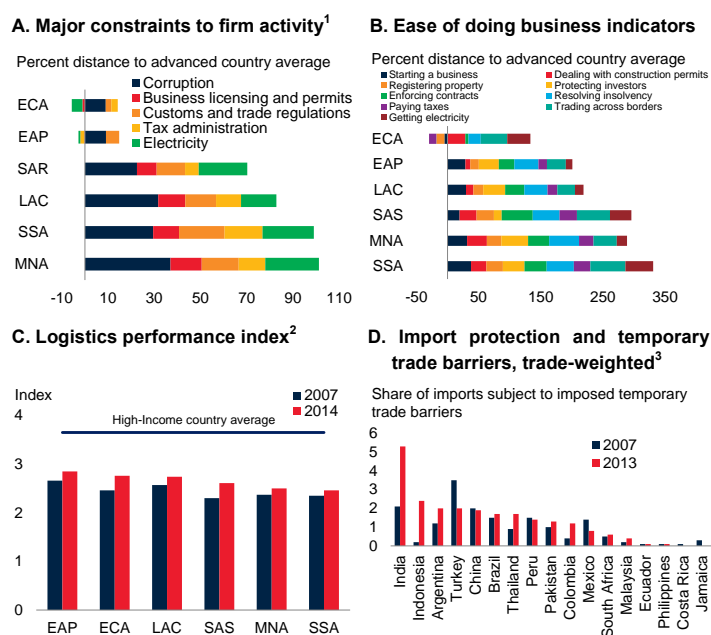 A. Major constraints to firm activity1
Percent distance to advanced country average
Corruption
Business licensing and permits
Customs and trade regulations
Tax administration
Electricity
ECA
EAP
SAR
LAC
SSA
MNA
-10 10 30 50 70 90 110
B. Ease of doing business indicators
Percent distance to advanced country average
Starting a business
Dealing with construction permits
Registering property
Protecting investors
Enforcing contracts
Resolving insolvency
Paying taxes
Trading across borders
Getting electricity
ECA
EAP
LAC
SAS
MNA
SSA
-50 50 150 250 350
C. Logistics performance index2
Index
2007
2014
High-Income country average
4
3
2
1
0
EAP ECA LAC SAS MNA SSA
D. Import protection and temporary
trade barriers, trade-weighted3
Share of imports subject to imposed temporary
trade barriers
2007
2013
6
5
4
3
2
1
0
India
Indonesia
Argentina
Turkey
China
Brazil
Thailand
Peru
Pakistan
Colombia
Mexico
South Africa
Malaysia
Ecuador
Philippines
Costa Rica
Jamaica